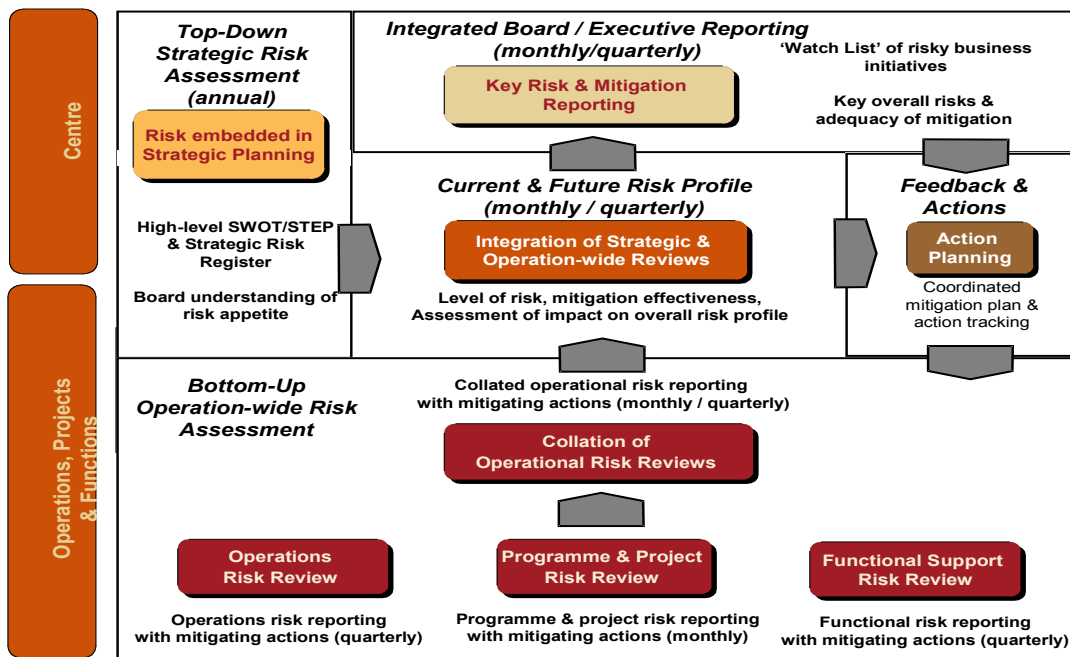 Centre
Operations, Projects
& Functions
Top-Down
Strategic Risk
Assessment
(annual)
Risk embedded in
Strategic Planning
High-level SWOT/STEP
& Strategic Risk
Register
Board understanding of
risk appetite
Integrated Board / Executive Reporting
(monthly/quarterly)
Key Risk & Mitigation
Reporting
‘Watch List’ of risky business
initiatives
Key overall risks &
adequacy of mitigation
Current & Future Risk Profile
(monthly / quarterly)
Integration of Strategic &
Operation-wide Reviews
Level of risk, mitigation effectiveness,
Assessment of impact on overall risk profile
Feedback &
Actions
Action
Planning
Coordinated
mitigation plan &
action tracking
Bottom-Up
Operation-wide Risk
Assessment
Collated operational risk reporting
with mitigating actions (monthly / quarterly)
Collation of
Operational Risk Reviews
Operations
Risk Review
Operations risk reporting
with mitigating actions (quarterly)
Programme & Project
Risk Review
Programme & project risk reporting
with mitigating actions (monthly)
Functional Support
Risk Review
Functional risk reporting
with mitigating actions (quarterly)